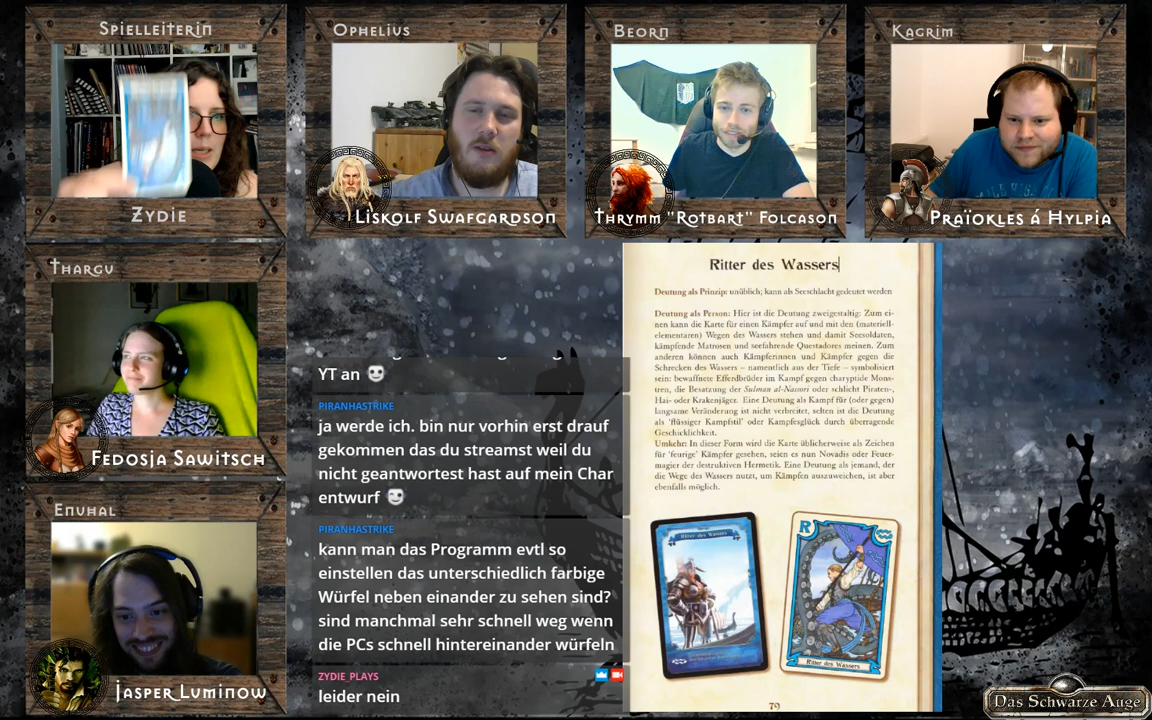 Spielleiterin
Zydie
Ophelius
Liskolf Swafgardson
Beorn
Thrymm "Rotbart" Folcason
Kagrim
Praïokles á Hylpia
Thargu
Fedosja Sawitsch
Enuhal
Jasper Luminow
YT an
PIRANHASTRIKE
ja werde ich. bin nur vorhin erst drauf
gekommen das du streamst weil du
nicht geantwortest hast auf mein Char
entwurf
PIRANHASTRIKE
kann man das Programm evtl so
einstellen das unterschiedlich farbige
Würfel neben einander zu sehen sind?
sind manchmal sehr schnell weg wenn
die PCs schnell hintereinander würfeln
ZYDIE_PLAYS
leider nein
Ritter des Wassers
Deutung als Prinzip: unüblich; kann als Seeschlacht gedeutet werden
Deutung als Person: Hier ist die Deutung zweigestaltig: Zum ei-
nen kann die Karte für einen Kämpfer auf und mit den (materiell-
elementaren) Wegen des Wassers stehen und damit Seesoldaten,
kämpfende Matrosen und seefahrende Questadores meinen. Zum
anderen können auch Kämpferinnen und Kämpfer gegen die
Schrecken des Wassers – namentlich aus der Tiefe – symbolisiert
sein: bewaffnete Efferdbrüder im Kampf gegen charyptide Mons-
tren, die Besatzung der Sulman al-Nassori oder schlicht Piraten-,
Hai- oder Krakenjäger. Eine Deutung als Kampf für (oder gegen)
langsame Veränderung ist nicht verbreitet, selten ist die Deutung
als 'flüssiger Kampfstil' oder Kampfesglück durch überragende
Geschicklichkeit.
Umkehr: In dieser Form wird die Karte üblicherweise als Zeichen
für 'feurige' Kämpfer gesehen, seien es nun Novadis oder Feuer-
magier der destruktiven Hermetik. Eine Deutung als jemand, der
die Wege des Wassers nutzt, um Kämpfen auszuweichen, ist aber
ebenfalls möglich.
Ritter des Wassers
R
Ritter des Wassers
79
Das Schwarze Auge